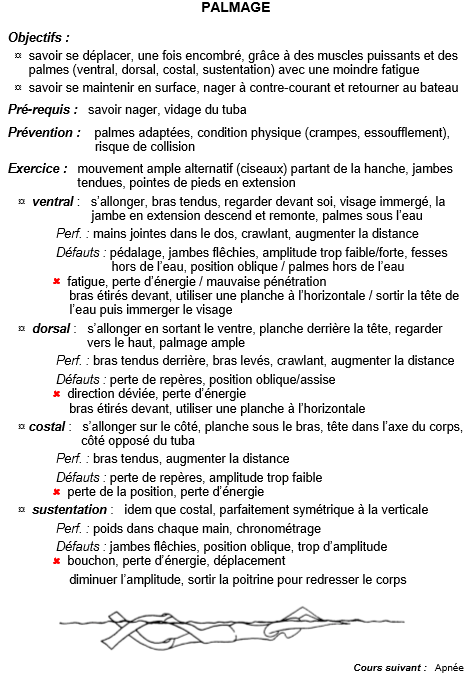 PALMAGE
Objectifs :
¤ savoir se déplacer, une fois encombré, grâce à des muscles puissants et des
palmes (ventral, dorsal, costal, sustentation) avec une moindre fatigue
¤ savoir se maintenir en surface, nager à contre-courant et retourner au bateau
Pré-requis : savoir nager, vidage du tuba
Prévention : palmes adaptées, condition physique (crampes, essoufflement),
risque de collision
Exercice : mouvement ample alternatif (ciseaux) partant de la hanche, jambes
tendues, pointes de pieds en extension
¤ ventral : s'allonger, bras tendus, regarder devant soi, visage immergé, la
jambe en extension descend et remonte, palmes sous l'eau
Perf. : mains jointes dans le dos, crawlant, augmenter la distance
Défauts : pédalage, jambes flêchies, amplitude trop faible/forte, fesses
hors de l'eau, position oblique / palmes hors de l'eau
✘ fatigue, perte d'énergie / mauvaise pénétration
bras étirés devant, utiliser une planche à l'horizontale / sortir la tête de
l'eau puis immerger le visage
¤ dorsal : s'allonger en sortant le ventre, planche derrière la tête, regarder
vers le haut, palmage ample
Perf. : bras tendus derrière, bras levés, crawlant, augmenter la distance
Défauts : perte de repères, position oblique/assise
✘ direction déviée, perte d'énergie
bras étirés devant, utiliser une planche à l'horizontale
¤ costal : s'allonger sur le côté, planche sous le bras, tête dans l'axe du corps,
côté opposé du tuba
Perf. : bras tendus, augmenter la distance
Défauts : perte de repères, amplitude trop faible
✘ perte de la position, perte d'énergie
¤ sustentation : idem que costal, parfaitement symétrique à la verticale
Perf. : poids dans chaque main, chronométrage
Défauts : jambes flêchies, position oblique, trop d'amplitude
✘ bouchon, perte d'énergie, déplacement
diminuer l'amplitude, sortir la poitrine pour redresser le corps
Cours suivant : Apnée